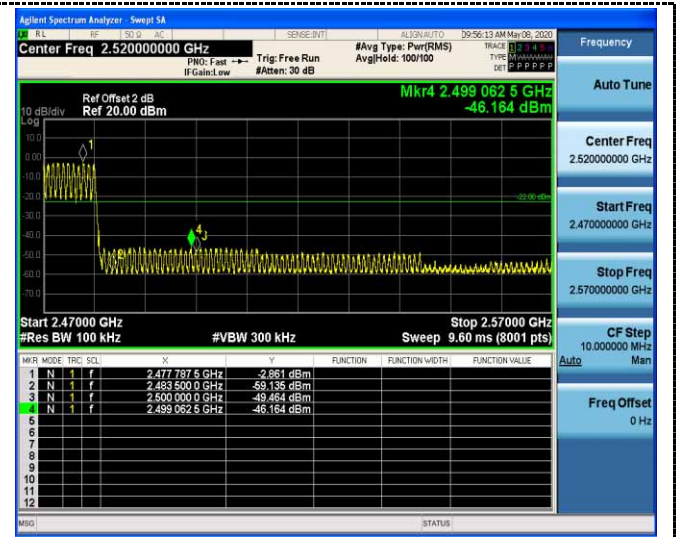 Agilent Spectrum Analyzer - Swept SA
RL RF 50 Ω AC SENSE:INT ALIGNAUTO 09:56:13 AM May 08, 2020
Center Freq 2.520000000 GHz #Avg Type: Pwr(RMS) TRACE 1 2 3 4 5 6 Frequency
PNO: Fast Trig: Free Run Avg|Hold: 100/100 TYPE M
IFGain:Low #Atten: 30 dB DET P P P P P P
Auto Tune
Mkr4 2.499 062 5 GHz
Ref Offset 2 dB
10 dB/div Ref 20.00 dBm -46.164 dBm
Log
10.0
1
Center Freq
2.520000000 GHz
0.00
-10.0
-20.0
-22.00 dBm
Start Freq
2.470000000 GHz
-30.0
-40.0
4
3
-50.0
2
Stop Freq
2.570000000 GHz
-60.0
-70.0
Start 2.47000 GHz Stop 2.57000 GHz
#Res BW 100 kHz #VBW 300 kHz Sweep 9.60 ms (8001 pts)
CF Step
10.000000 MHz
Auto Man
MKR MODE TRC SCL X Y FUNCTION FUNCTION WIDTH FUNCTION VALUE
1 N 1 f 2.477 787 5 GHz -2.861 dBm
2 N 1 f 2.483 500 0 GHz -59.135 dBm
3 N 1 f 2.500 000 0 GHz -49.464 dBm
4 N 1 f 2.499 062 5 GHz -46.164 dBm
5
6
7
8
9
10
11
12
Freq Offset
0 Hz
MSG STATUS